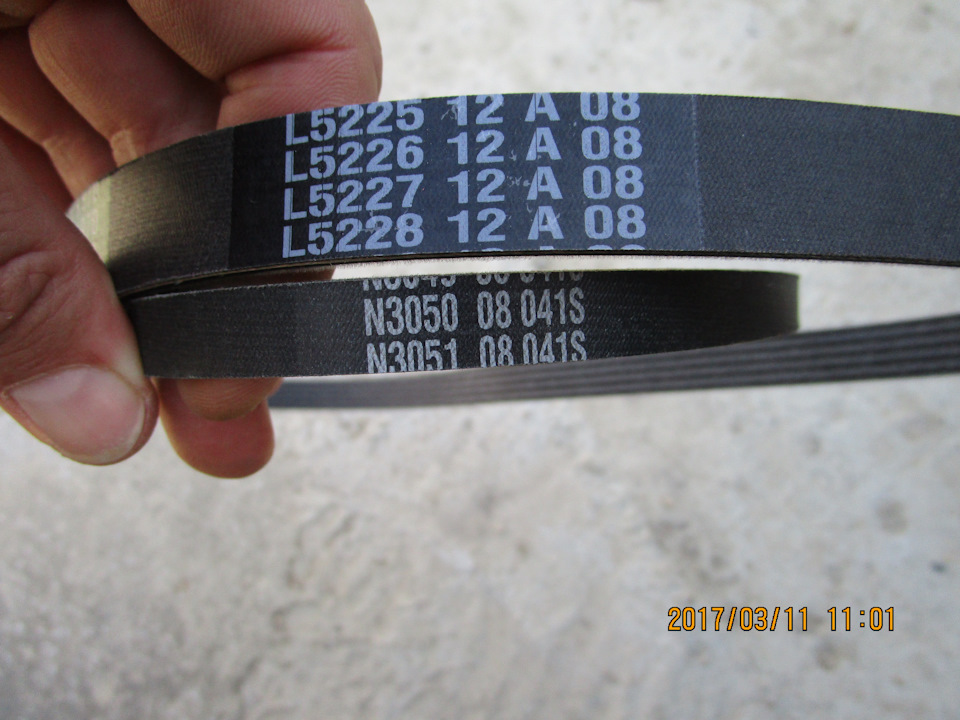 L5225 12 A 08
L5226 12 A 08
L5227 12 A 08
L5228 12 A 08
N3050 08 041S
N3051 08 041S
2017/03/11 11:01